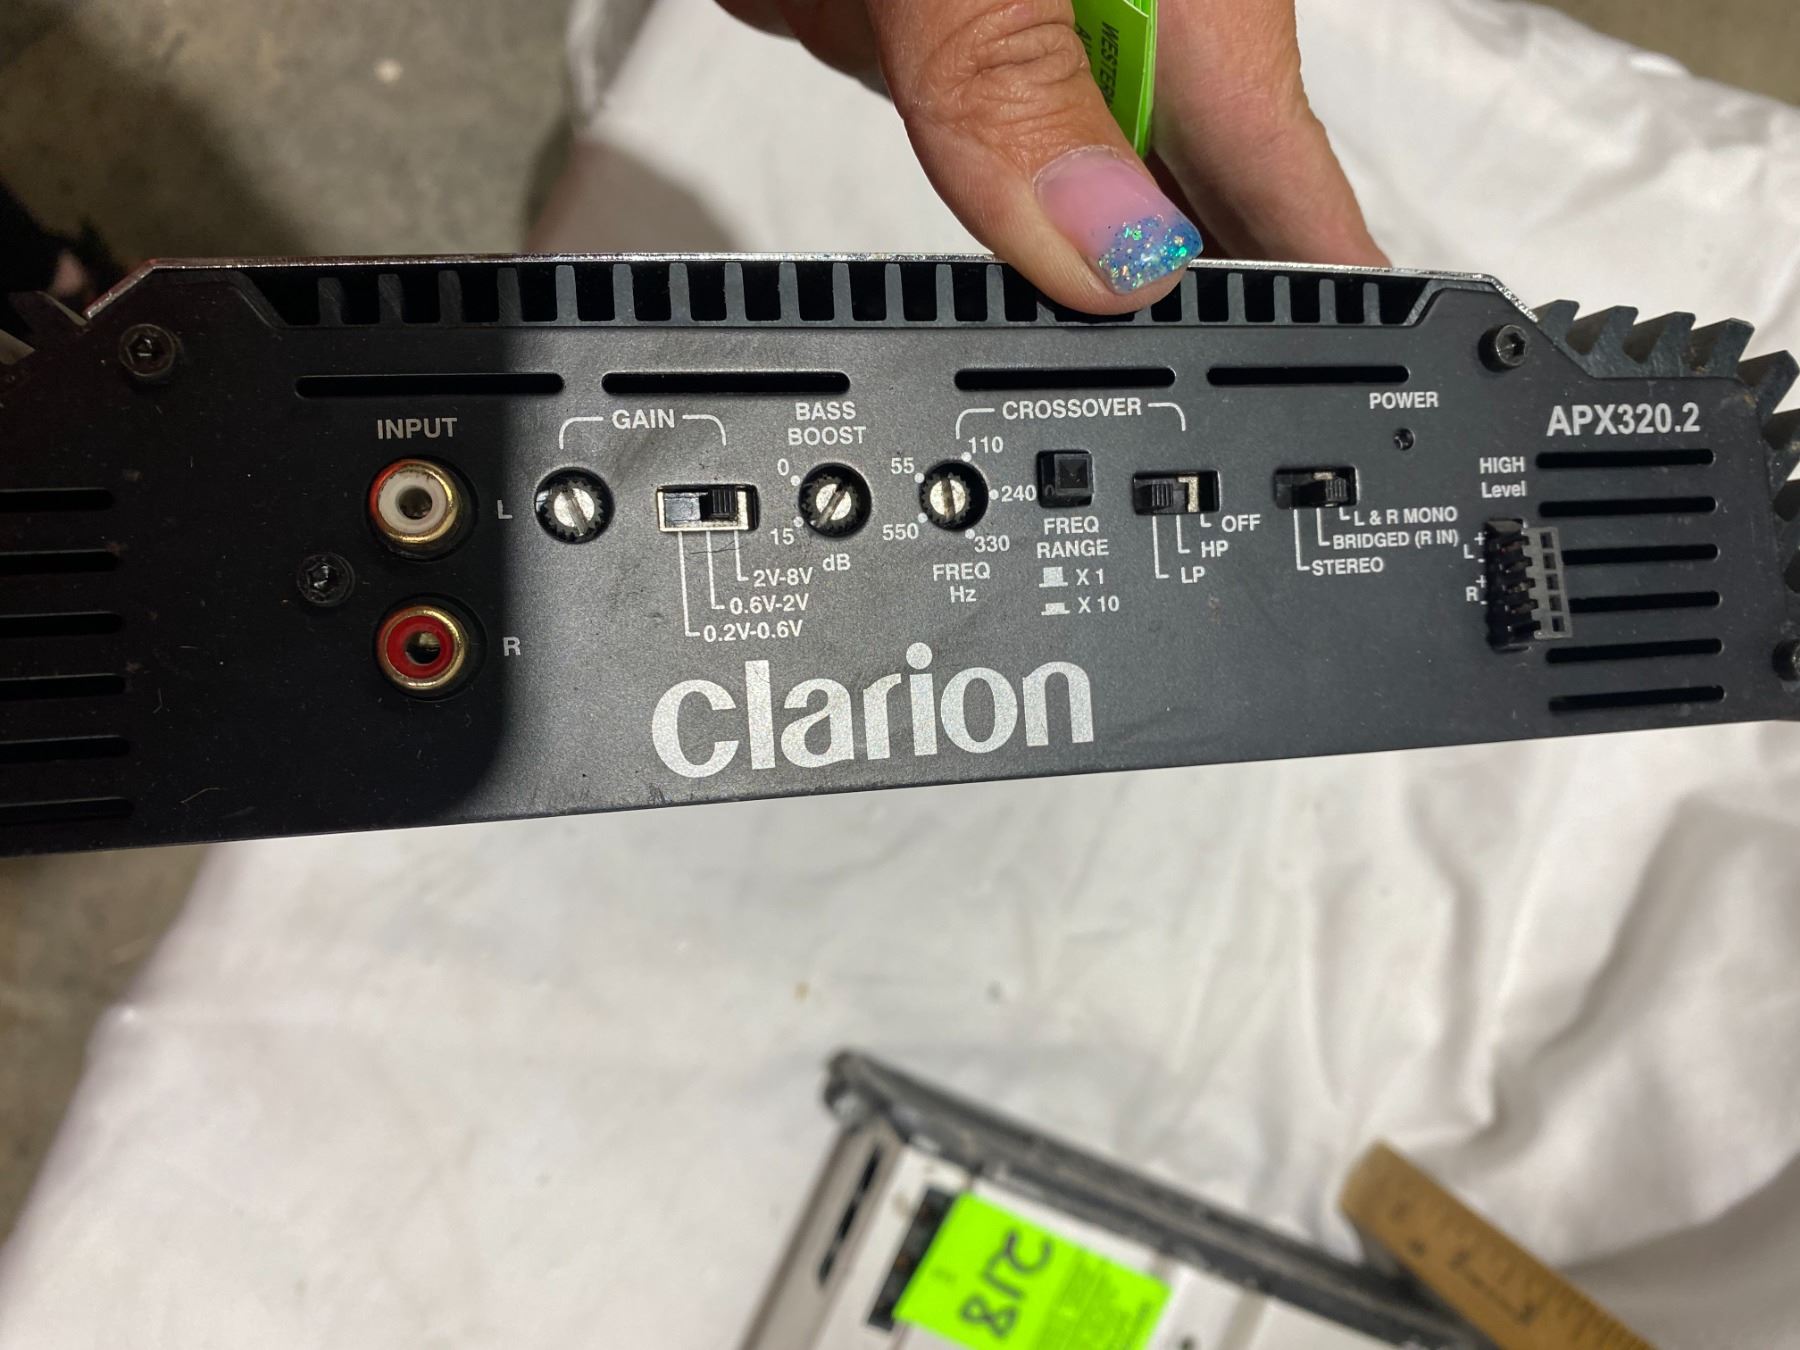 WESTERN
INPUT
L
R
GAIN
2V-8V
0.6V-2V
0.2V-0.6V
BASS
BOOST
0
15
dB
CROSSOVER
110
55
240
550
330
FREQ
Hz
FREQ
RANGE
X 1
X 10
OFF
HP
LP
L & R MONO
BRIDGED (R IN)
STEREO
POWER
APX320.2
HIGH
Level
+
L
-
+
R
-
clarion
218